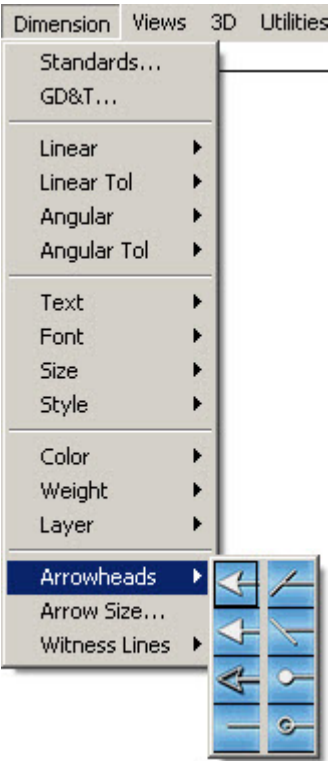 Dimension Views 3D Utilities
Standards...
GD&T...
Linear
Linear Tol
Angular
Angular Tol
Text
Font
Size
Style
Color
Weight
Layer
Arrowheads
Arrow Size...
Witness Lines